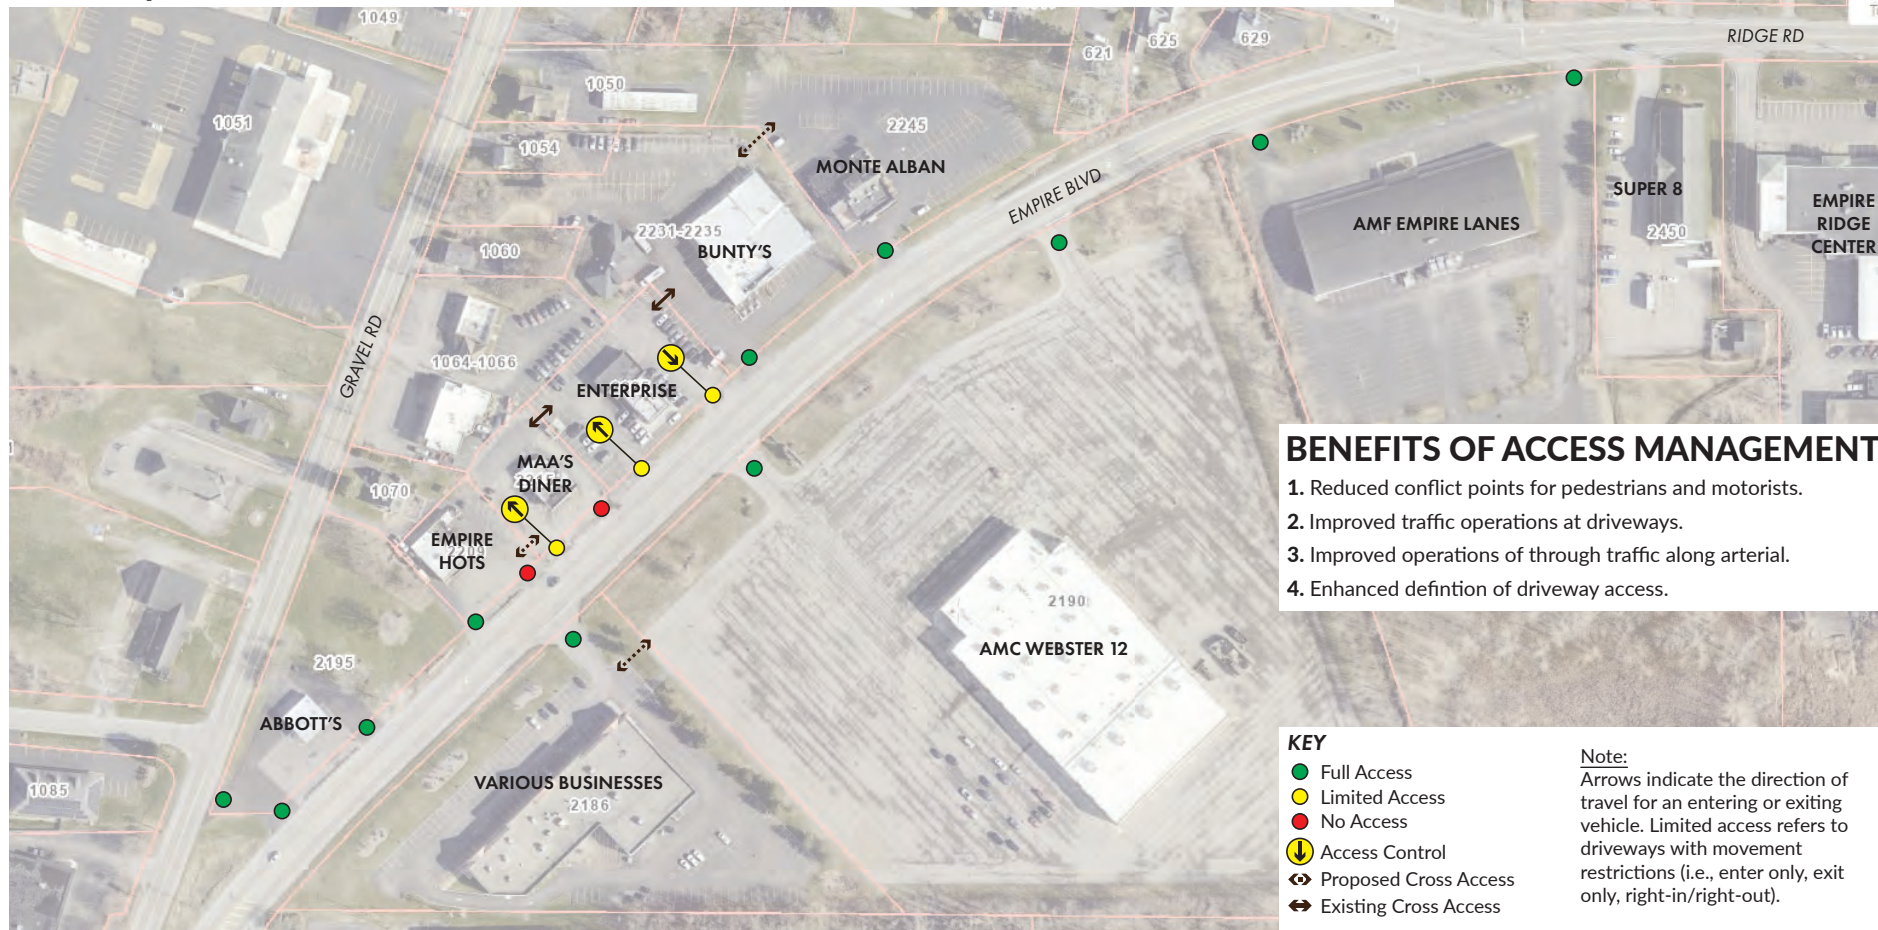 1049
621
625
629
RIDGE RD
1050
1051
2245
1054
MONTE ALBAN
EMPIRE BLVD
SUPER 8
EMPIRE
RIDGE
CENTER
AMF EMPIRE LANES
2450
2231-2235
BUNTY'S
1060
GRAVEL RD
1064-1066
ENTERPRISE
MAA'S
DINER
1070
EMPIRE
HOTS
2209
BENEFITS OF ACCESS MANAGEMENT
1. Reduced conflict points for pedestrians and motorists.
2. Improved traffic operations at driveways.
3. Improved operations of through traffic along arterial.
4. Enhanced defintion of driveway access.
2190
AMC WEBSTER 12
2195
ABBOTT'S
VARIOUS BUSINESSES
2186
1085
KEY
Full Access
Limited Access
No Access
Access Control
Proposed Cross Access
Existing Cross Access
Note:
Arrows indicate the direction of
travel for an entering or exiting
vehicle. Limited access refers to
driveways with movement
restrictions (i.e., enter only, exit
only, right-in/right-out).